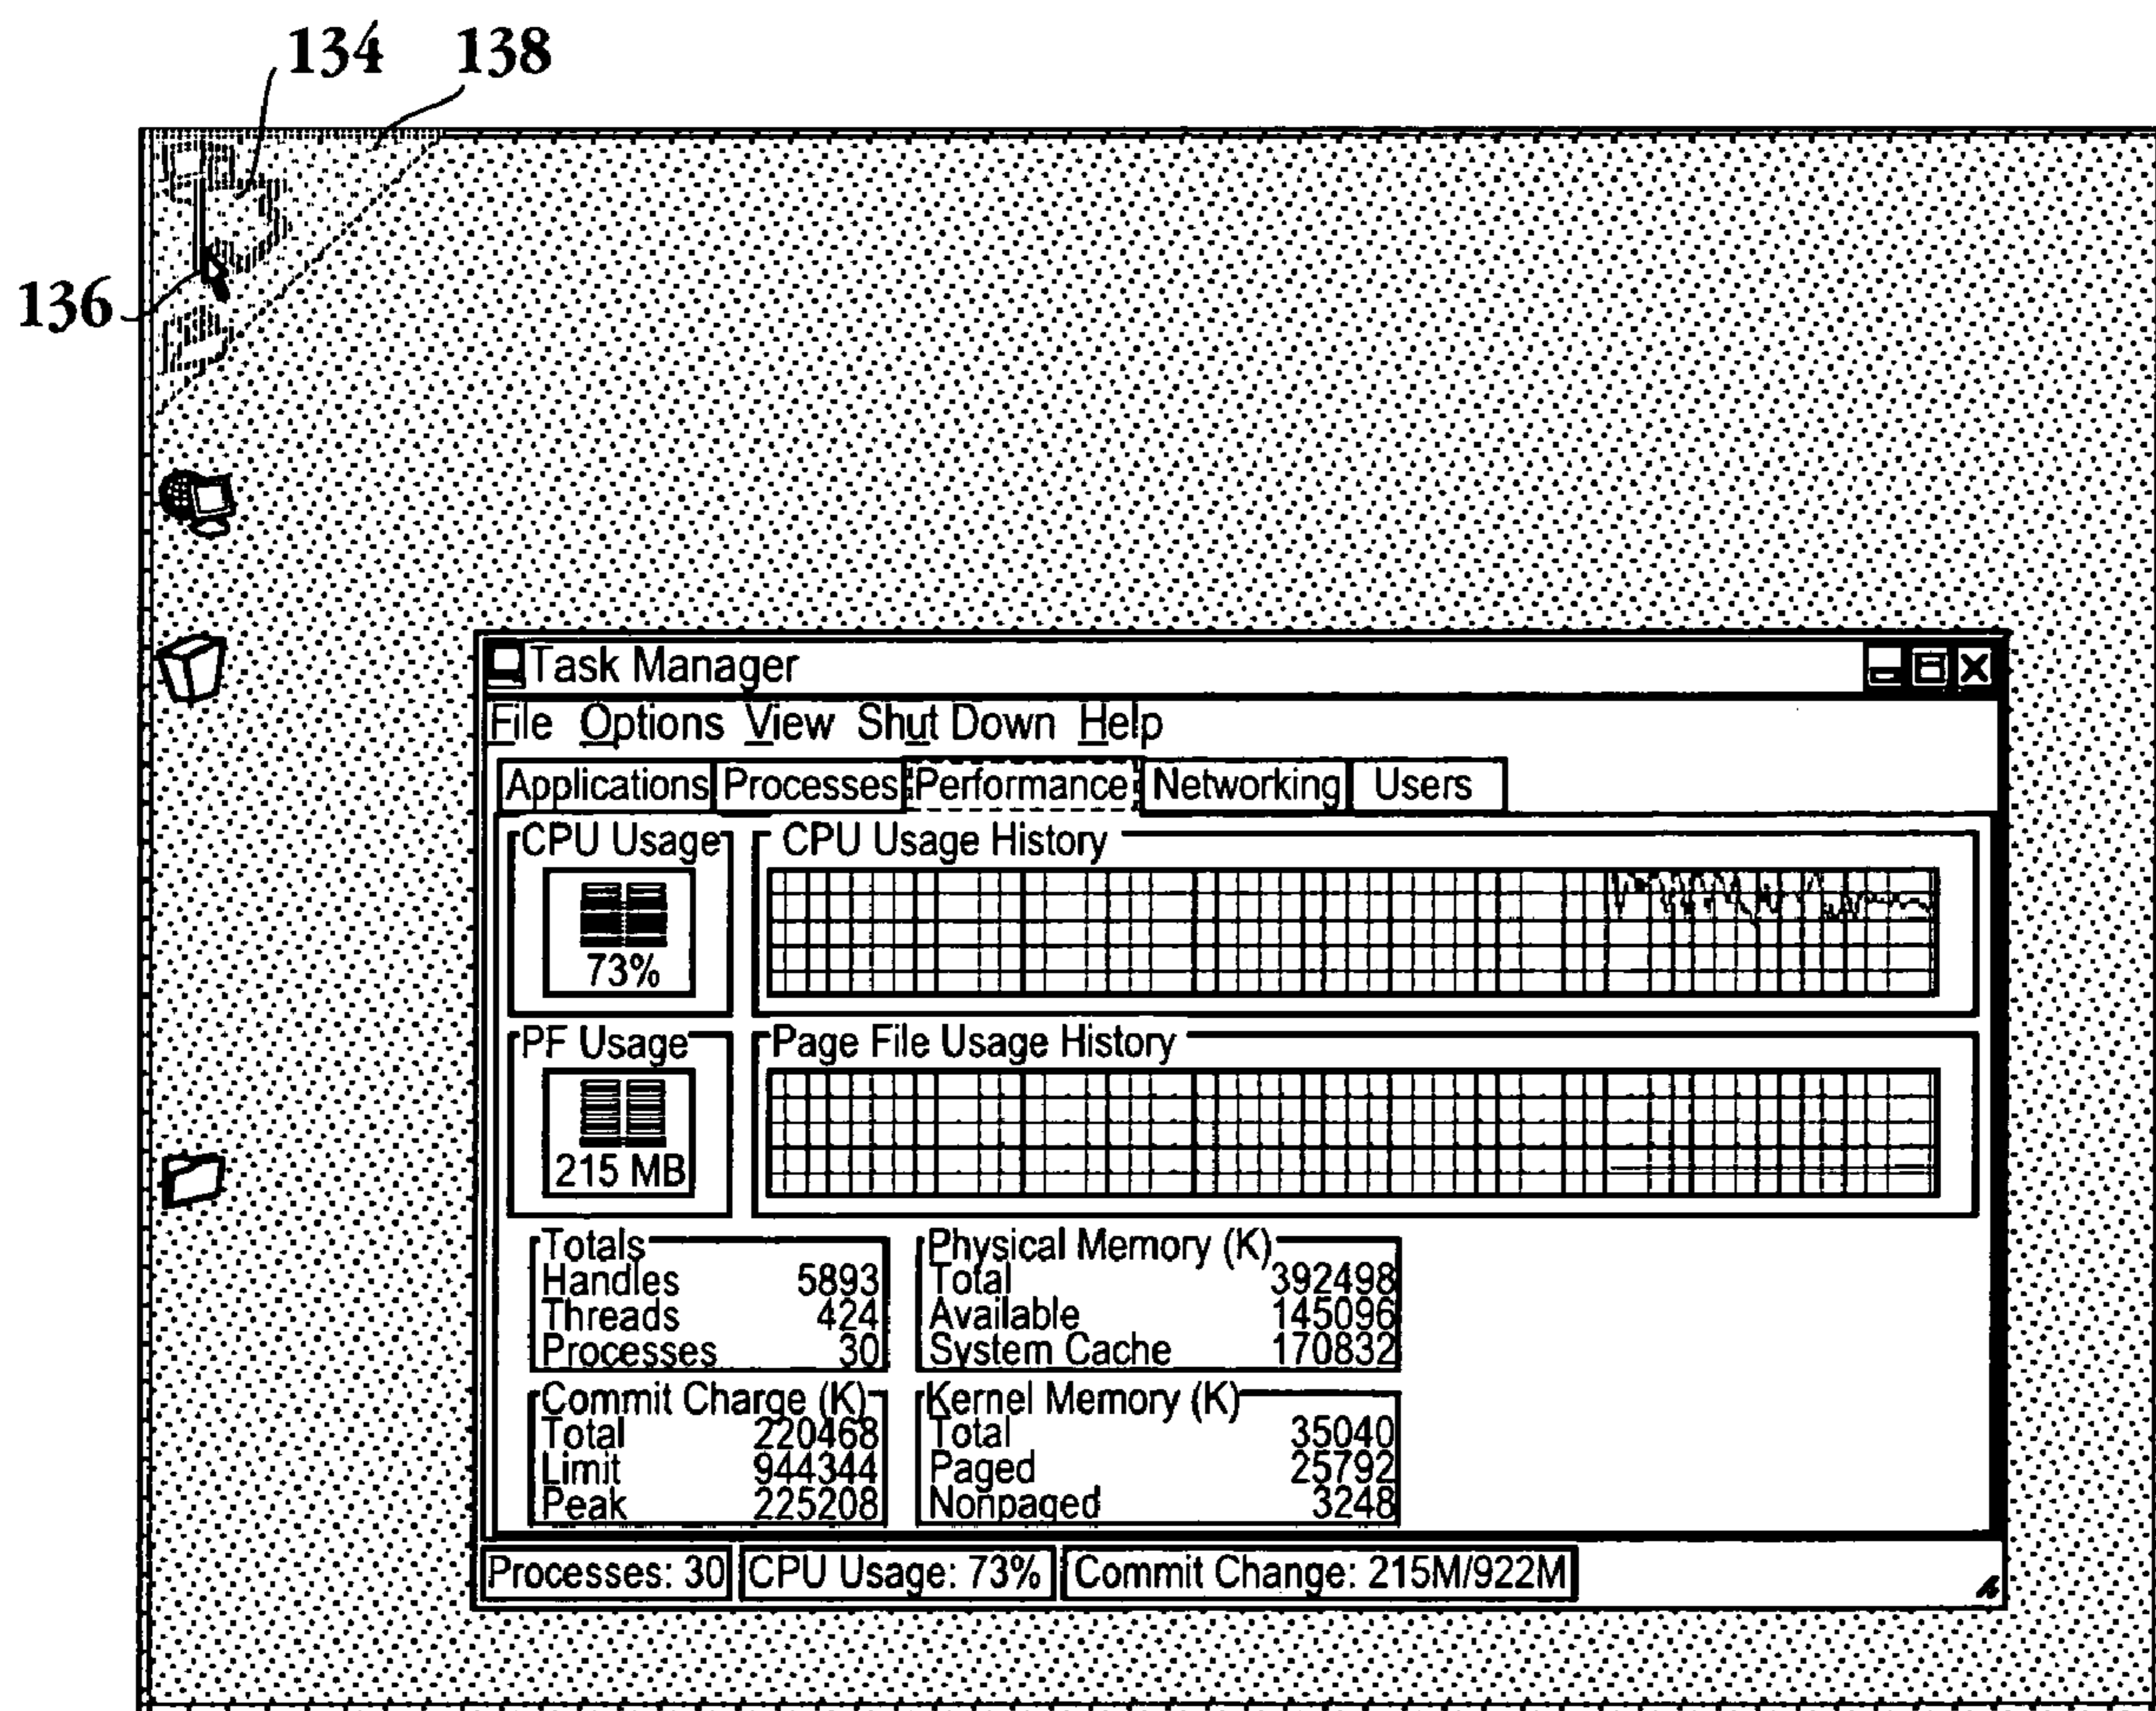 134 138
136
Task Manager
File Options View Shut Down Help
Applications Processes Performance Networking Users
CPU Usage CPU Usage History
73%
PF Usage Page File Usage History
215 MB
Totals Physical Memory (K)
Handles 5893 Total 392498
Threads 424 Available 145096
Processes 30 System Cache 170832
Commit Charge (K) Kernel Memory (K)
Total 220468 Total 35040
Limit 944344 Paged 25792
Peak 225208 Nonpaged 3248
Processes: 30 CPU Usage: 73% Commit Change: 215M/922M